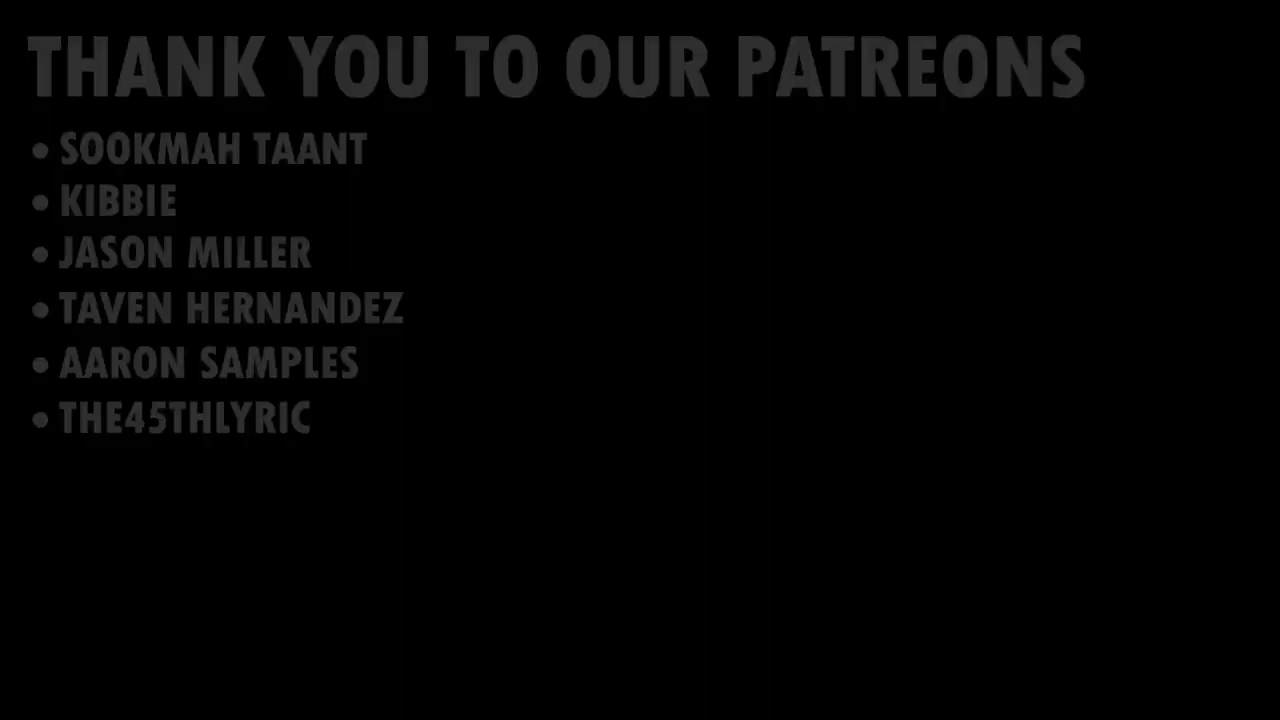 THANK YOU TO OUR PATREONS
• SOOKMAH TAANT
• KIBBIE
• JASON MILLER
• TAVEN HERNANDEZ
• AARON SAMPLES
• THE45THLYRIC